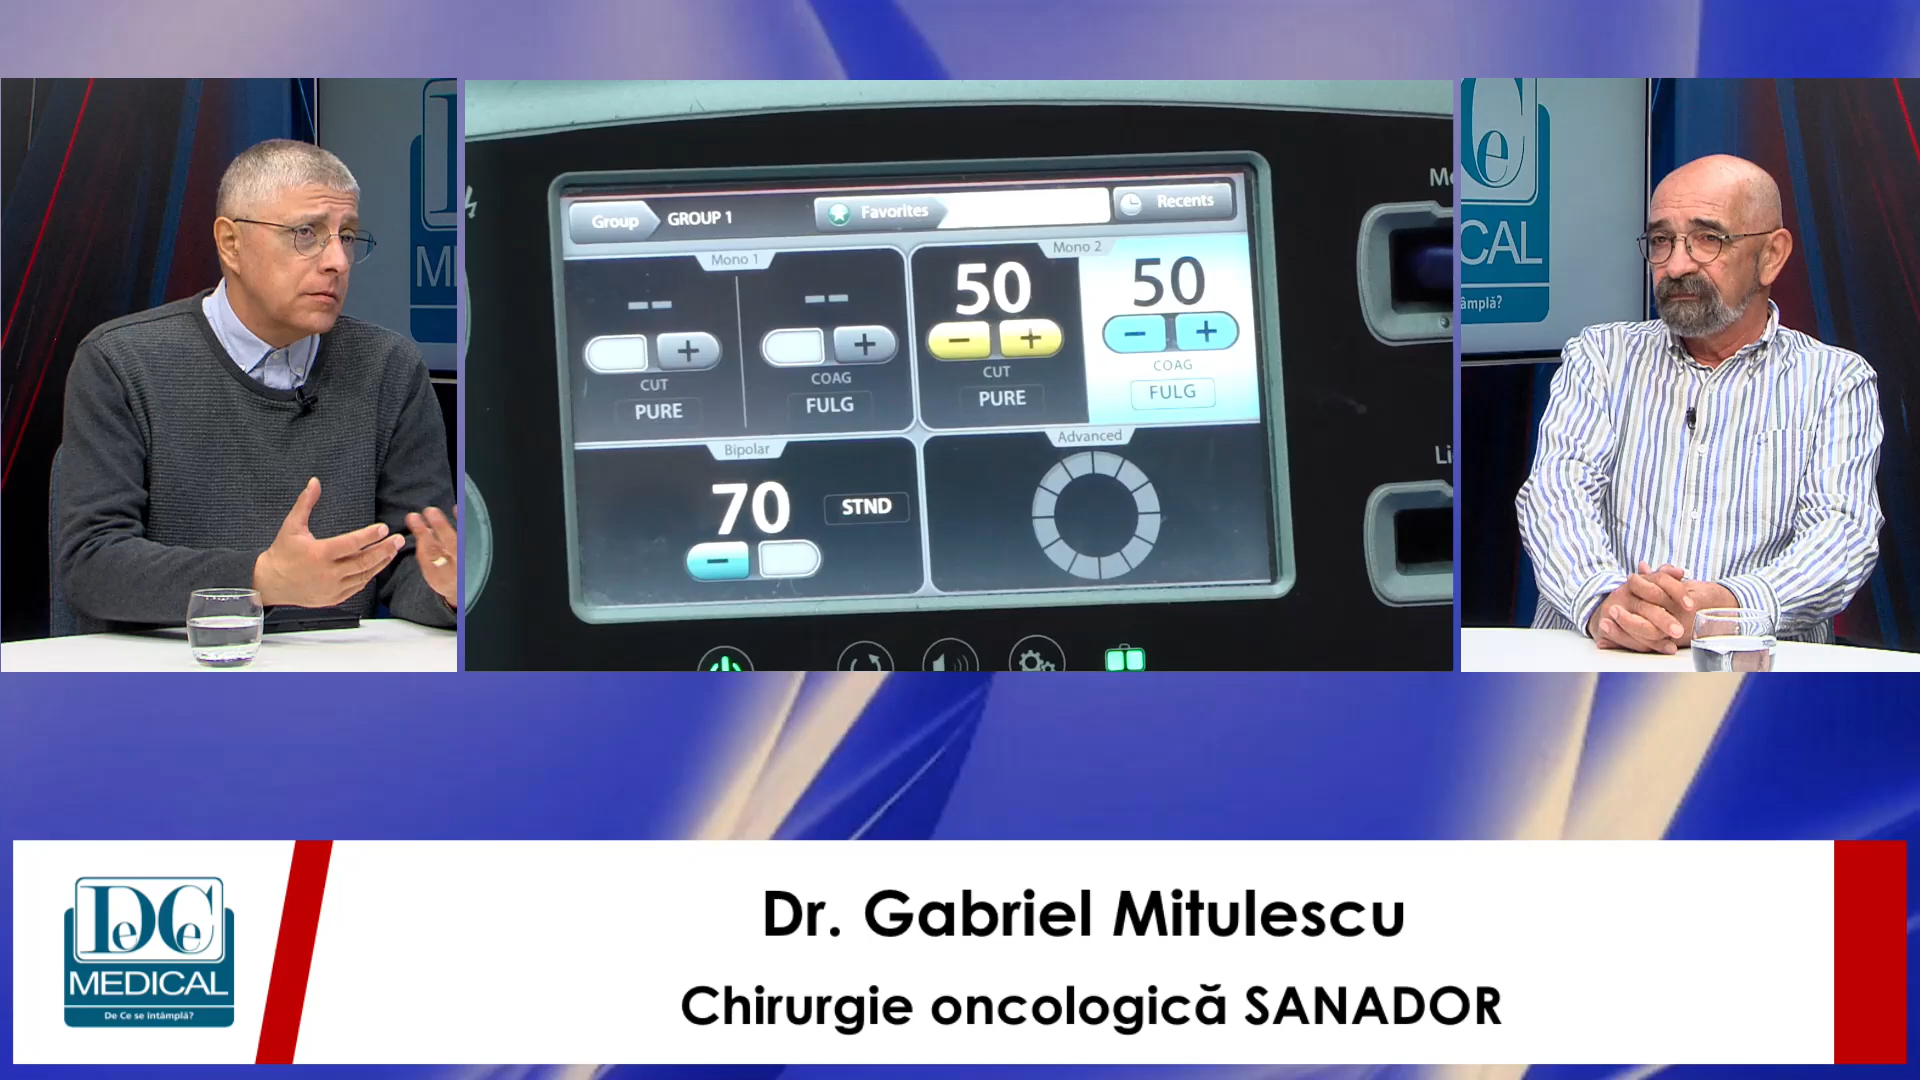 MEDICAL
Group
GROUP 1
Favorites
Recents
Mono 1
--
--
+
+
CUT
COAG
PURE
FULG
Mono 2
50
50
- +
- +
CUT
COAG
PURE
FULG
Bipolar
70
STND
-
Advanced
DeCe
MEDICAL
De Ce se întâmplă?
Dr. Gabriel Mitulescu
Chirurgie oncologică SANADOR